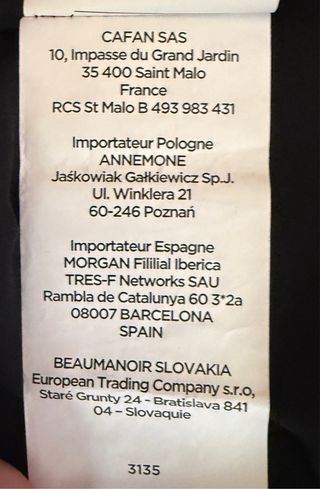 CAFAN SAS
10, Impasse du Grand Jardin
35 400 Saint Malo
France
RCS St Malo B 493 983 431
Importateur Pologne
ANNEMONE
Jaśkowiak Gałkiewicz Sp.J.
Ul. Winklera 21
60-246 Poznań
Importateur Espagne
MORGAN Fililial Iberica
TRES-F Networks SAU
Rambla de Catalunya 60 3*2a
08007 BARCELONA
SPAIN
BEAUMANOIR SLOVAKIA
European Trading Company s.r.o,
Staré Grunty 24 - Bratislava 841
04 – Slovaquie
3135